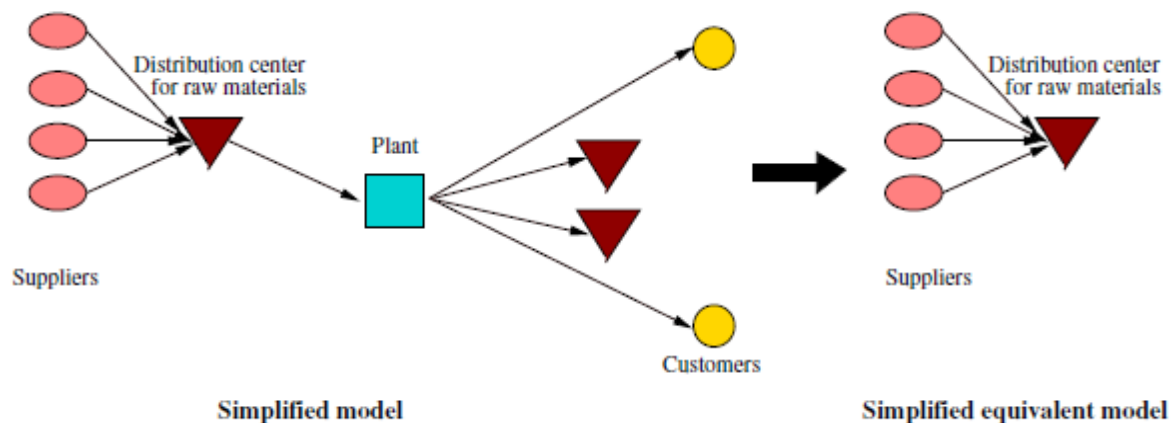 Distribution center
for raw materials
Plant
Suppliers
Customers
Simplified model
Distribution center
for raw materials
Suppliers
Simplified equivalent model